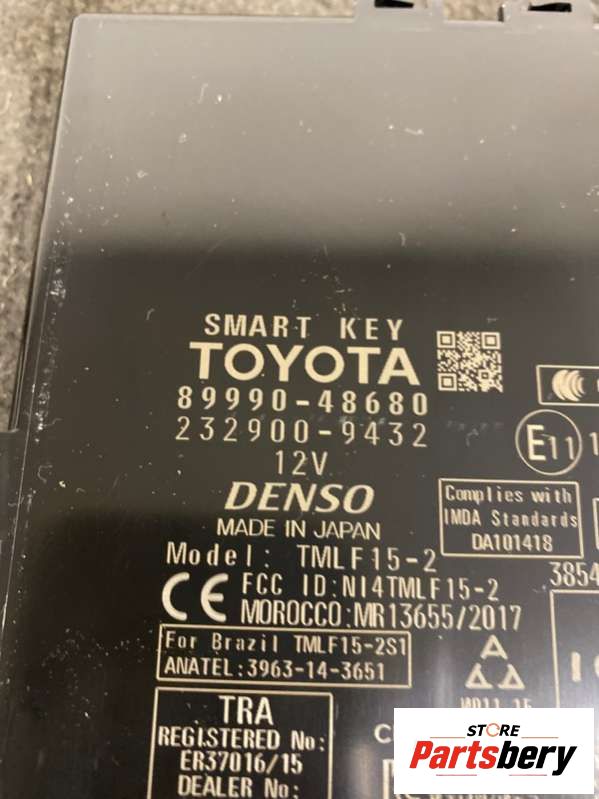 SMART KEY
TOYOTA
89990-48680
232900-9432
12V
DENSO
MADE IN JAPAN
E11 1
Complies with
IMDA Standards
DA101418
Model: TMLF15-2
3854
CE FCC ID:NI4TMLF15-2
MOROCCO:MR13655/2017
For Brazil TMLF15-2S1
ANATEL:3963-14-3651
TRA
REGISTERED No:
ER37016/15
DEALER No:
STORE
Partsbery